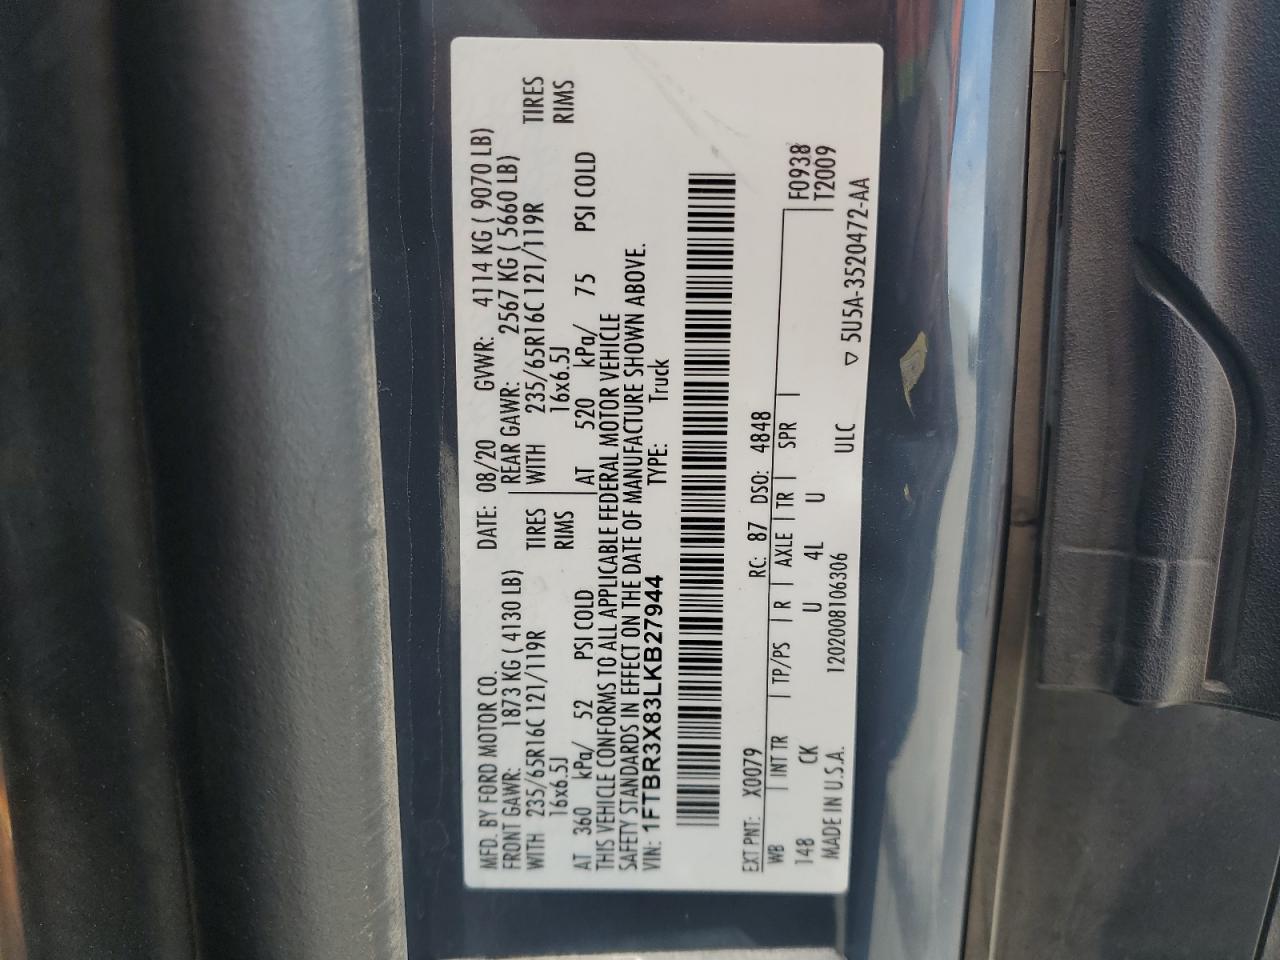 MFD. BY FORD MOTOR CO. DATE: 08/20 GVWR: 4114 KG ( 9070 LB)
FRONT GAWR: 1873 KG ( 4130 LB) REAR GAWR: 2567 KG ( 5660 LB)
WITH 235/65R16C 121/119R TIRES WITH 235/65R16C 121/119R TIRES
16x6.5J RIMS 16x6.5J RIMS
AT 360 kPa/ 52 PSI COLD AT 520 kPa/ 75 PSI COLD
THIS VEHICLE CONFORMS TO ALL APPLICABLE FEDERAL MOTOR VEHICLE
SAFETY STANDARDS IN EFFECT ON THE DATE OF MANUFACTURE SHOWN ABOVE.
VIN: 1FTBR3X83LKB27944 TYPE: Truck
EXT PNT: X0079 RC: 87 DSO: 4848
WB INT TR TP/PS R AXLE TR SPR F0938
148 CK U 4L U T2009
MADE IN U.S.A. 1202008106306 ULC ▽ 5U5A-3520472-AA